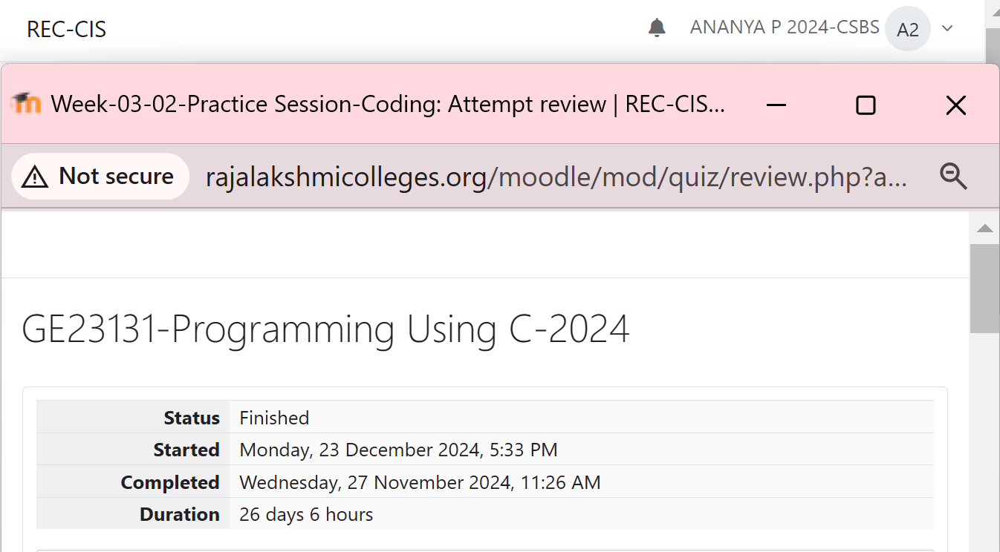 REC-CIS
ANANYA P 2024-CSBS A2
Week-03-02-Practice Session-Coding: Attempt review | REC-CIS...
Not secure rajalakshmicolleges.org/moodle/mod/quiz/review.php?a...
GE23131-Programming Using C-2024
Status Finished
Started Monday, 23 December 2024, 5:33 PM
Completed Wednesday, 27 November 2024, 11:26 AM
Duration 26 days 6 hours